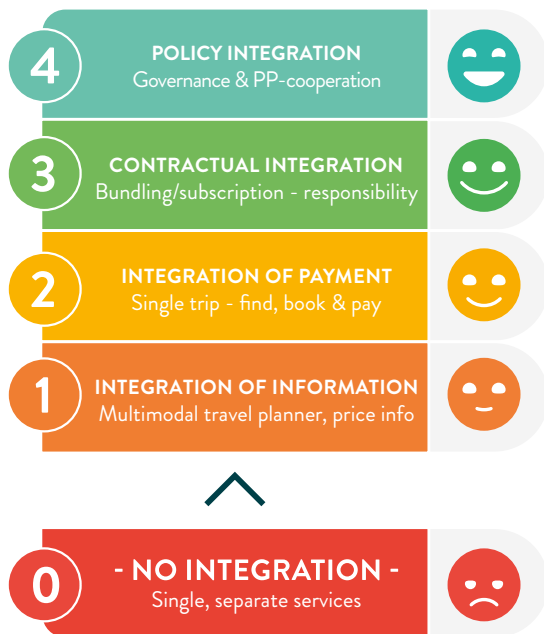 4
POLICY INTEGRATION
Governance & PP-cooperation
3
CONTRACTUAL INTEGRATION
Bundling/subscription - responsibility
2
INTEGRATION OF PAYMENT
Single trip - find, book & pay
1
INTEGRATION OF INFORMATION
Multimodal travel planner, price info
0
- NO INTEGRATION -
Single, separate services